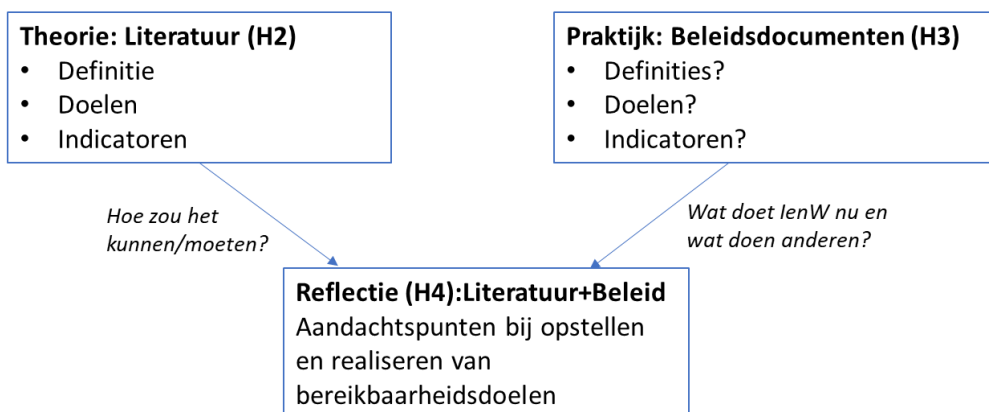 Theorie: Literatuur (H2)
• Definitie
• Doelen
• Indicatoren
Praktijk: Beleidsdocumenten (H3)
• Definities?
• Doelen?
• Indicatoren?
Hoe zou het
kunnen/moeten?
Wat doet IenW nu en
wat doen anderen?
Reflectie (H4):Literatuur+Beleid
Aandachtspunten bij opstellen
en realiseren van
bereikbaarheidsdoelen